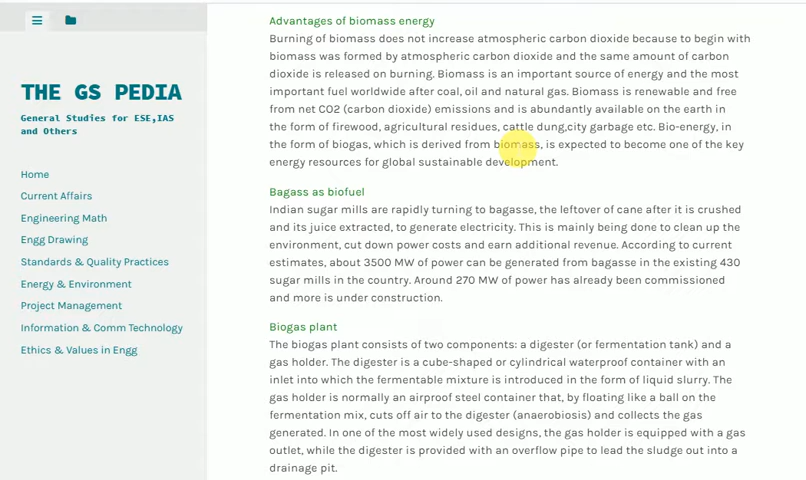 THE GS PEDIA
General Studies for ESE,IAS
and Others
Home
Current Affairs
Engineering Math
Engg Drawing
Standards & Quality Practices
Energy & Environment
Project Management
Information & Comm Technology
Ethics & Values in Engg
Advantages of biomass energy
Burning of biomass does not increase atmospheric carbon dioxide because to begin with
biomass was formed by atmospheric carbon dioxide and the same amount of carbon
dioxide is released on burning. Biomass is an important source of energy and the most
important fuel worldwide after coal, oil and natural gas. Biomass is renewable and free
from net CO2 (carbon dioxide) emissions and is abundantly available on the earth in
the form of firewood, agricultural residues, cattle dung,city garbage etc. Bio-energy, in
the form of biogas, which is derived from biomass, is expected to become one of the key
energy resources for global sustainable development.
Bagass as biofuel
Indian sugar mills are rapidly turning to bagasse, the leftover of cane after it is crushed
and its juice extracted, to generate electricity. This is mainly being done to clean up the
environment, cut down power costs and earn additional revenue. According to current
estimates, about 3500 MW of power can be generated from bagasse in the existing 430
sugar mills in the country. Around 270 MW of power has already been commissioned
and more is under construction.
Biogas plant
The biogas plant consists of two components: a digester (or fermentation tank) and a
gas holder. The digester is a cube-shaped or cylindrical waterproof container with an
inlet into which the fermentable mixture is introduced in the form of liquid slurry. The
gas holder is normally an airproof steel container that, by floating like a ball on the
fermentation mix, cuts off air to the digester (anaerobiosis) and collects the gas
generated. In one of the most widely used designs, the gas holder is equipped with a gas
outlet, while the digester is provided with an overflow pipe to lead the sludge out into a
drainage pit.